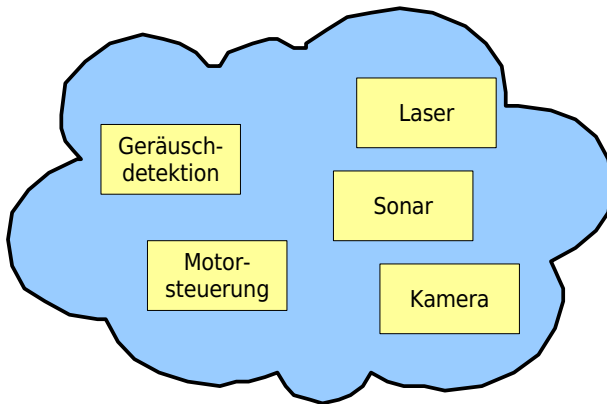 Laser
Geräusch-
detektion
Sonar
Motor-
steuerung
Kamera